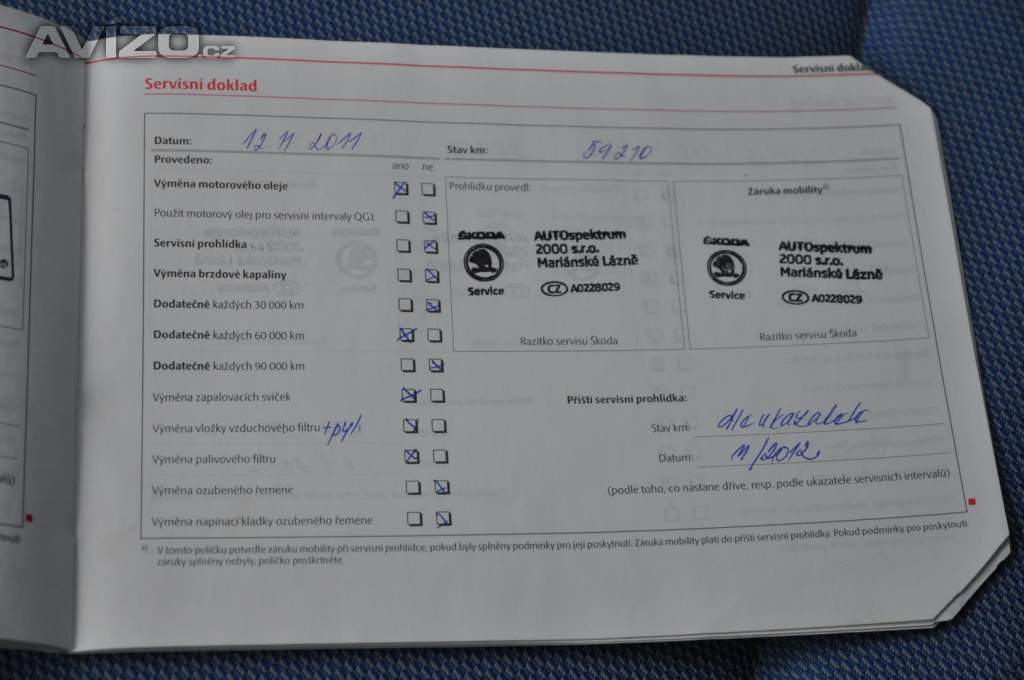 AVIZO.cz
Servisní doklad
Servisní dokla
Datum: 12. 11. 2011
Stav km: 59210
Provedeno:
ano ne
Výměna motorového oleje
Použit motorový olej pro servisní intervaly QG1
Servisní prohlídka
Výměna brzdové kapaliny
Dodatečně každých 30 000 km
Dodatečně každých 60 000 km
Dodatečně každých 90 000 km
Výměna zapalovacích svíček
Výměna vložky vzduchového filtru +pyl.
Výměna palivového filtru
Výměna ozubeného řemene
Výměna napínací kladky ozubeného řemene
Prohlídku provedl:
ŠKODA
Service
AUTOspektrum
2000 s.r.o.
Mariánské Lázně
CZ A0228029
Razítko servisu Škoda
Záruka mobility a)
ŠKODA
Service
AUTOspektrum
2000 s.r.o.
Mariánské Lázně
CZ A0228029
Razítko servisu Škoda
Příští servisní prohlídka:
Stav km: dle ukazatele
Datum: 11/2012
(podle toho, co nastane dříve, resp. podle ukazatele servisních intervalů)
a) V tomto políčku potvrďte záruku mobility při servisní prohlídce, pokud byly splněny podmínky pro její poskytnutí. Záruka mobility platí do příští servisní prohlídky. Pokud podmínky pro poskytnutí
záruky splněny nebyly, políčko proškrtněte.